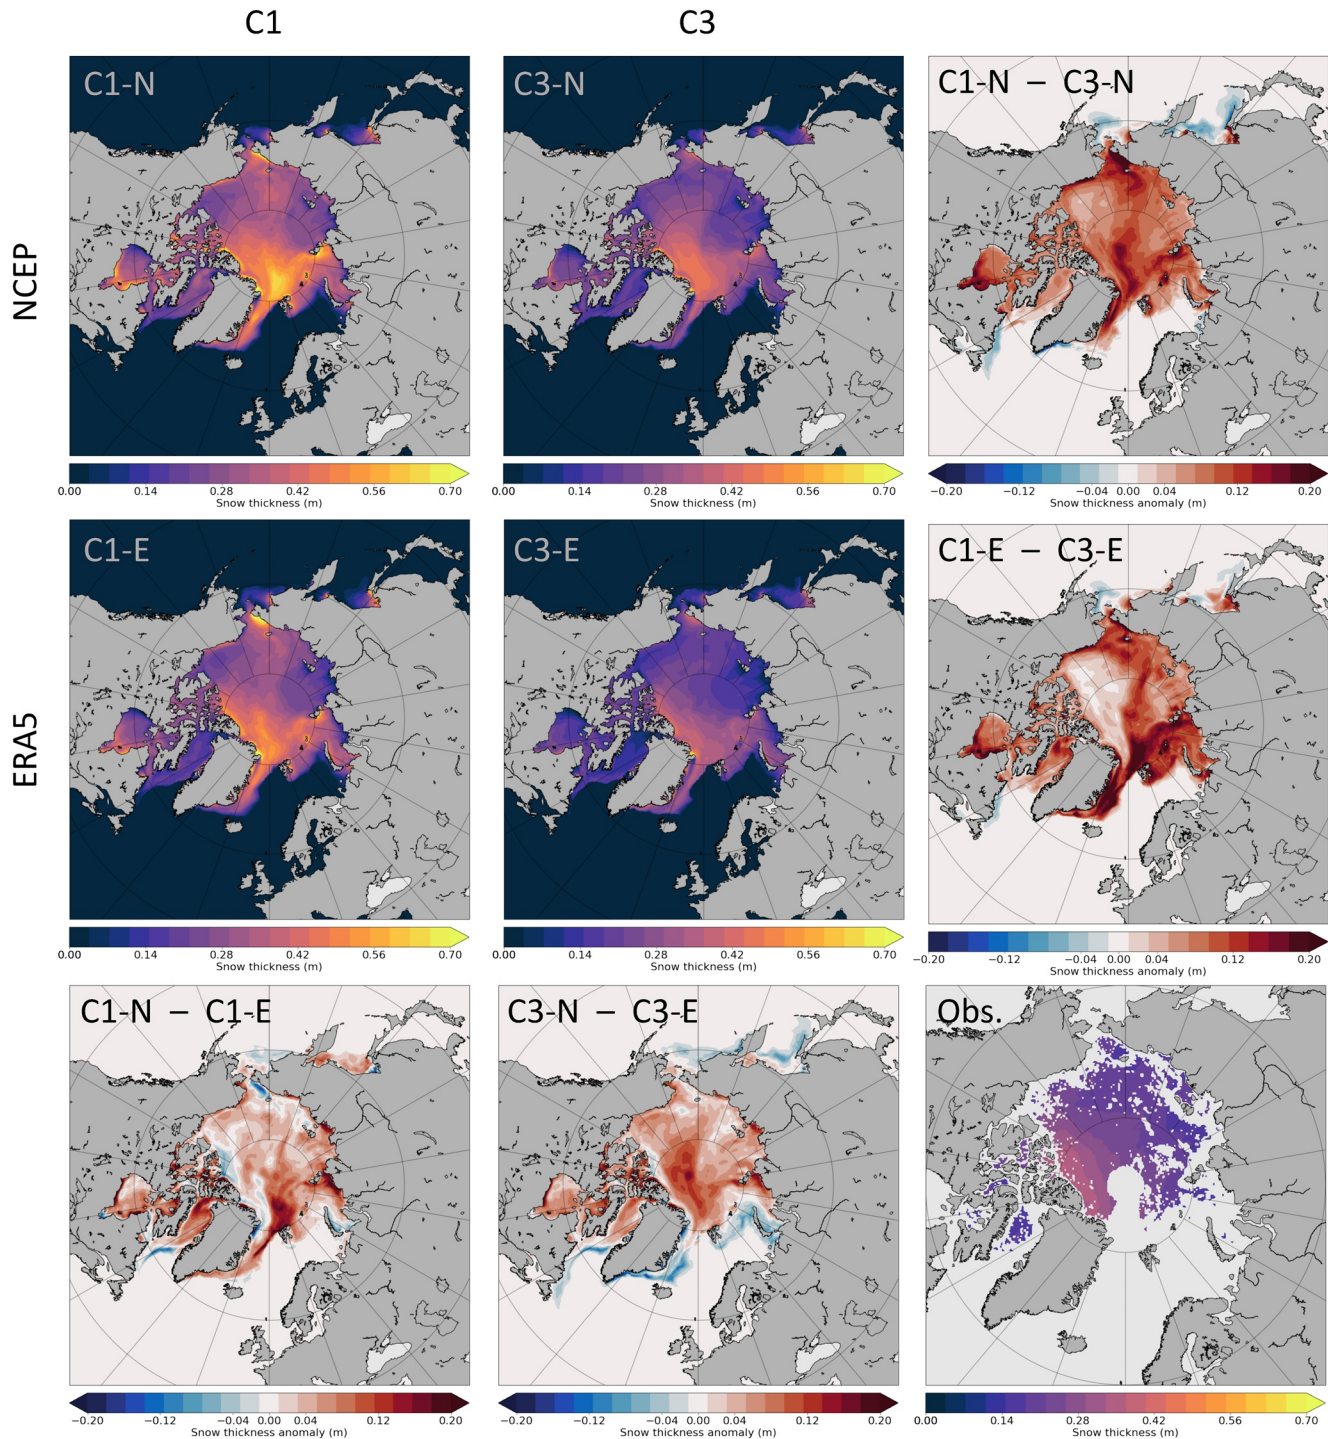 C1 C3
NCEP
C1-N C3-N C1-N – C3-N
0.00 0.14 0.28 0.42 0.56 0.70 0.00 0.14 0.28 0.42 0.56 0.70 −0.20 −0.12 −0.04 0.00 0.04 0.12 0.20
Snow thickness (m) Snow thickness (m) Snow thickness anomaly (m)
ERA5
C1-E C3-E C1-E – C3-E
0.00 0.14 0.28 0.42 0.56 0.70 0.00 0.14 0.28 0.42 0.56 0.70 −0.20 −0.12 −0.04 0.00 0.04 0.12 0.20
Snow thickness (m) Snow thickness (m) Snow thickness anomaly (m)
C1-N – C1-E C3-N – C3-E Obs.
−0.20 −0.12 −0.04 0.00 0.04 0.12 0.20 −0.20 −0.12 −0.04 0.00 0.04 0.12 0.20 0.00 0.14 0.28 0.42 0.56 0.70
Snow thickness anomaly (m) Snow thickness anomaly (m) Snow thickness (m)